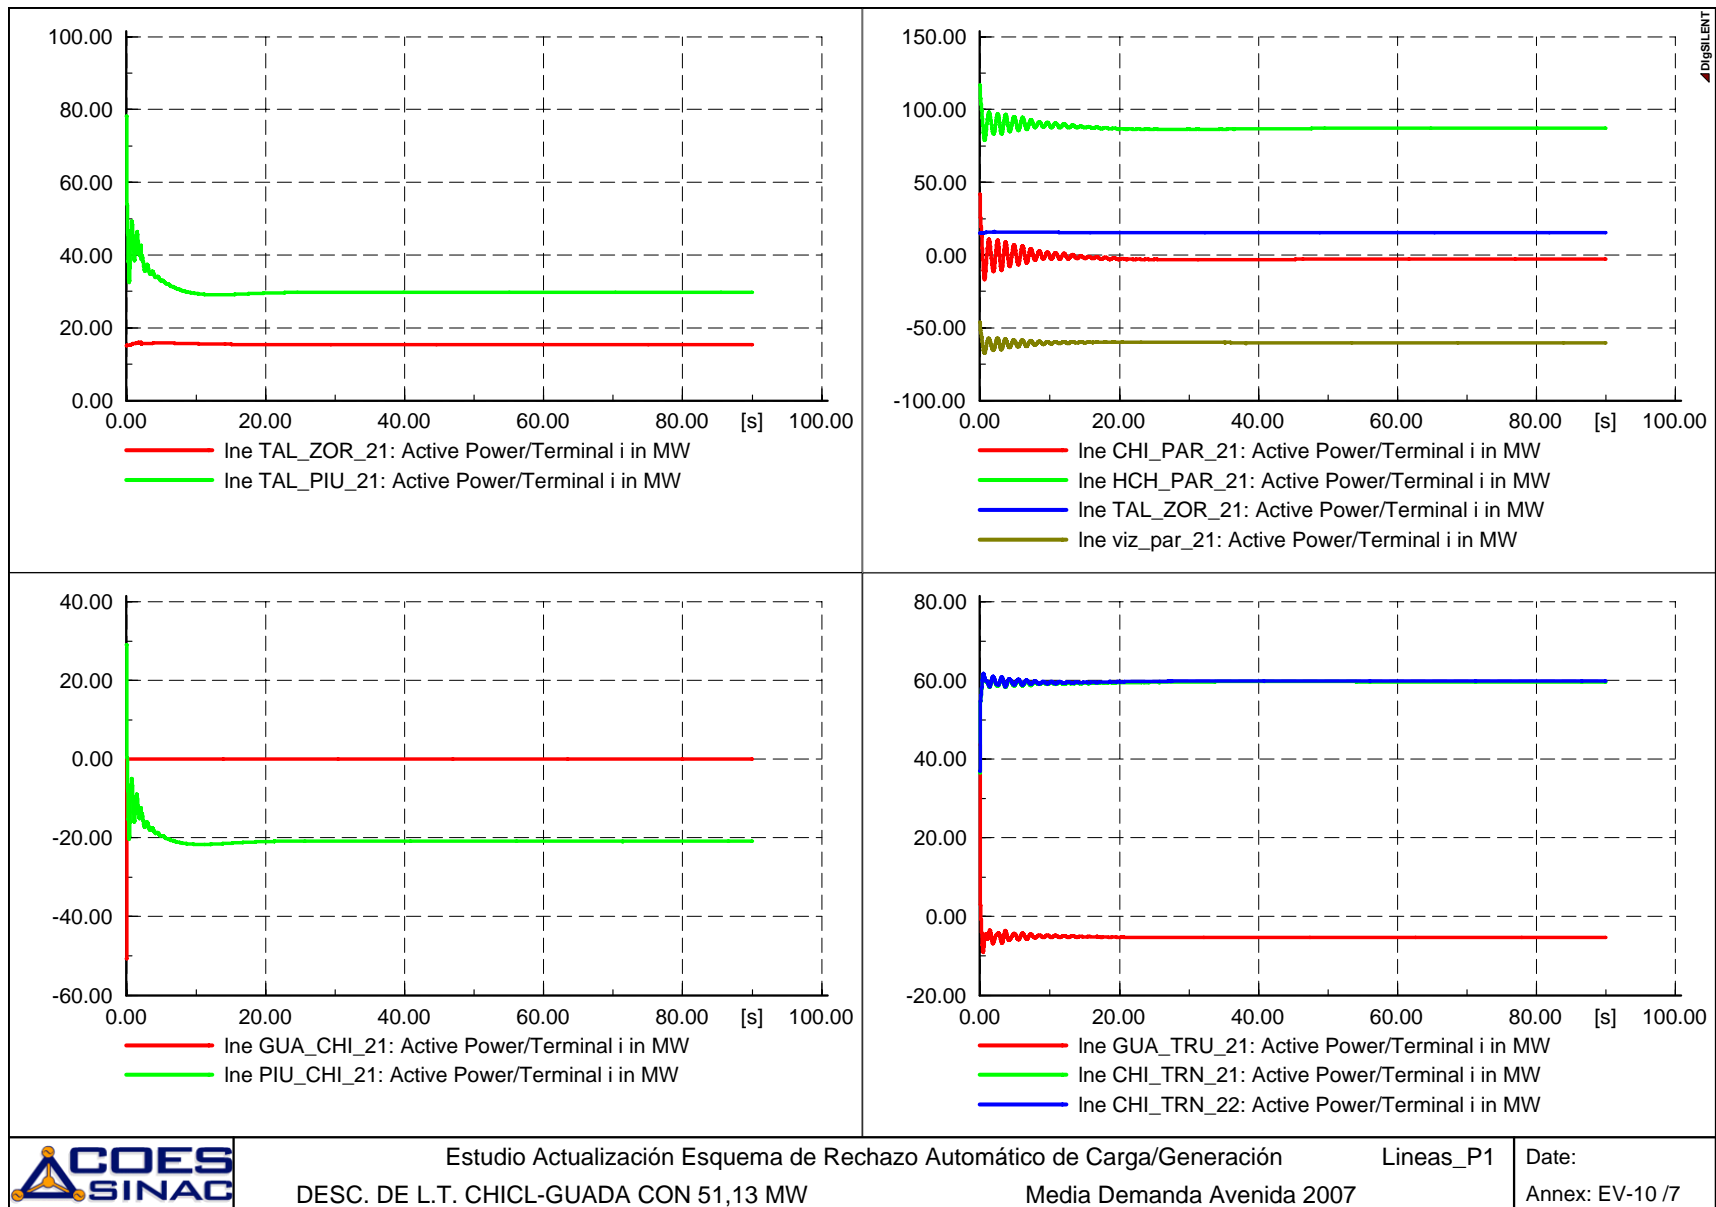 DIgSILENT
100.00
80.00
60.00
40.00
20.00
0.00
0.00 20.00 40.00 60.00 80.00 [s] 100.00
lne TAL_ZOR_21: Active Power/Terminal i in MW
lne TAL_PIU_21: Active Power/Terminal i in MW
150.00
100.00
50.00
0.00
-50.00
-100.00
0.00 20.00 40.00 60.00 80.00 [s] 100.00
lne CHI_PAR_21: Active Power/Terminal i in MW
lne HCH_PAR_21: Active Power/Terminal i in MW
lne TAL_ZOR_21: Active Power/Terminal i in MW
lne viz_par_21: Active Power/Terminal i in MW
40.00
20.00
0.00
-20.00
-40.00
-60.00
0.00 20.00 40.00 60.00 80.00 [s] 100.00
lne GUA_CHI_21: Active Power/Terminal i in MW
lne PIU_CHI_21: Active Power/Terminal i in MW
80.00
60.00
40.00
20.00
0.00
-20.00
0.00 20.00 40.00 60.00 80.00 [s] 100.00
lne GUA_TRU_21: Active Power/Terminal i in MW
lne CHI_TRN_21: Active Power/Terminal i in MW
lne CHI_TRN_22: Active Power/Terminal i in MW
COES
SINAC
Estudio Actualización Esquema de Rechazo Automático de Carga/Generación Lineas_P1
DESC. DE L.T. CHICL-GUADA CON 51,13 MW Media Demanda Avenida 2007
Date:
Annex: EV-10 /7